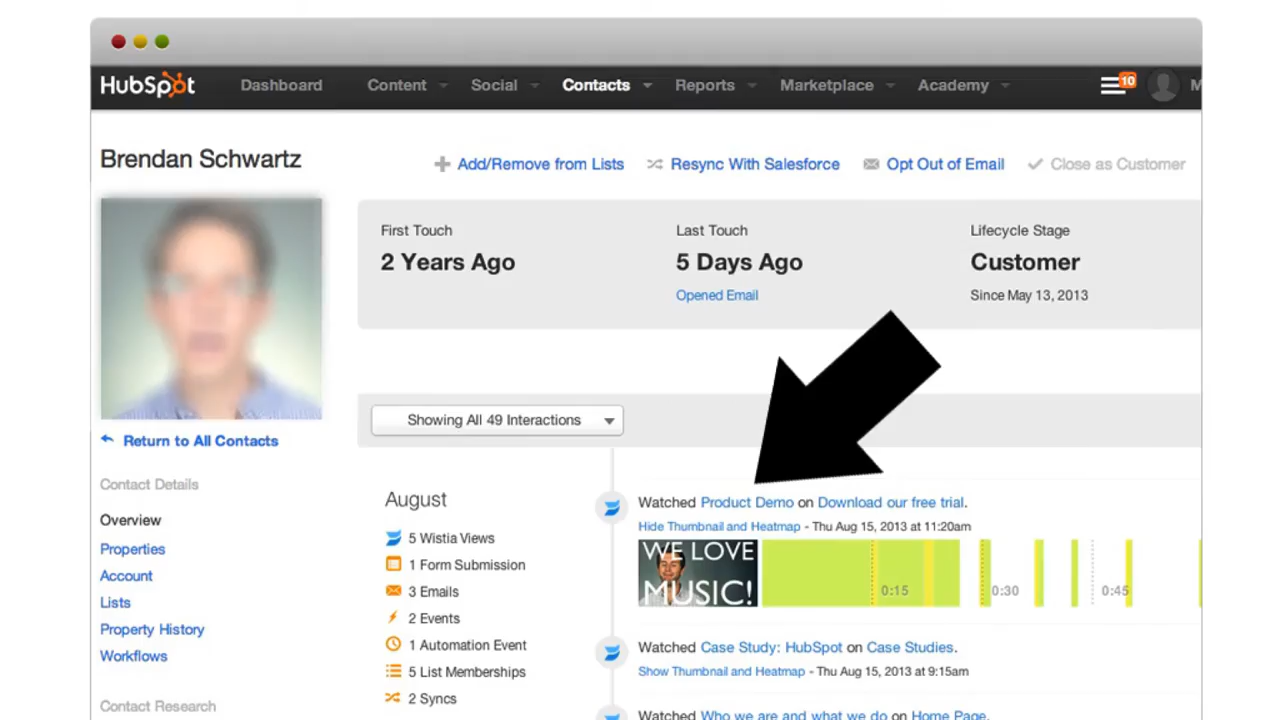 HubSpot Dashboard Content Social Contacts Reports Marketplace Academy 10 M
Brendan Schwartz
Add/Remove from Lists Resync With Salesforce Opt Out of Email Close as Customer
First Touch Last Touch Lifecycle Stage
2 Years Ago 5 Days Ago Customer
Opened Email Since May 13, 2013
Showing All 49 Interactions
Return to All Contacts
Contact Details
Overview
Properties
Account
Lists
Property History
Workflows
Contact Research
August
5 Wistia Views
1 Form Submission
3 Emails
2 Events
1 Automation Event
5 List Memberships
2 Syncs
Watched Product Demo on Download our free trial.
Hide Thumbnail and Heatmap - Thu Aug 15, 2013 at 11:20am
WE LOVE
MUSIC!
0:15 0:30 0:45
Watched Case Study: HubSpot on Case Studies.
Show Thumbnail and Heatmap - Thu Aug 15, 2013 at 9:15am
Watched Who we are and what we do on Home Page.